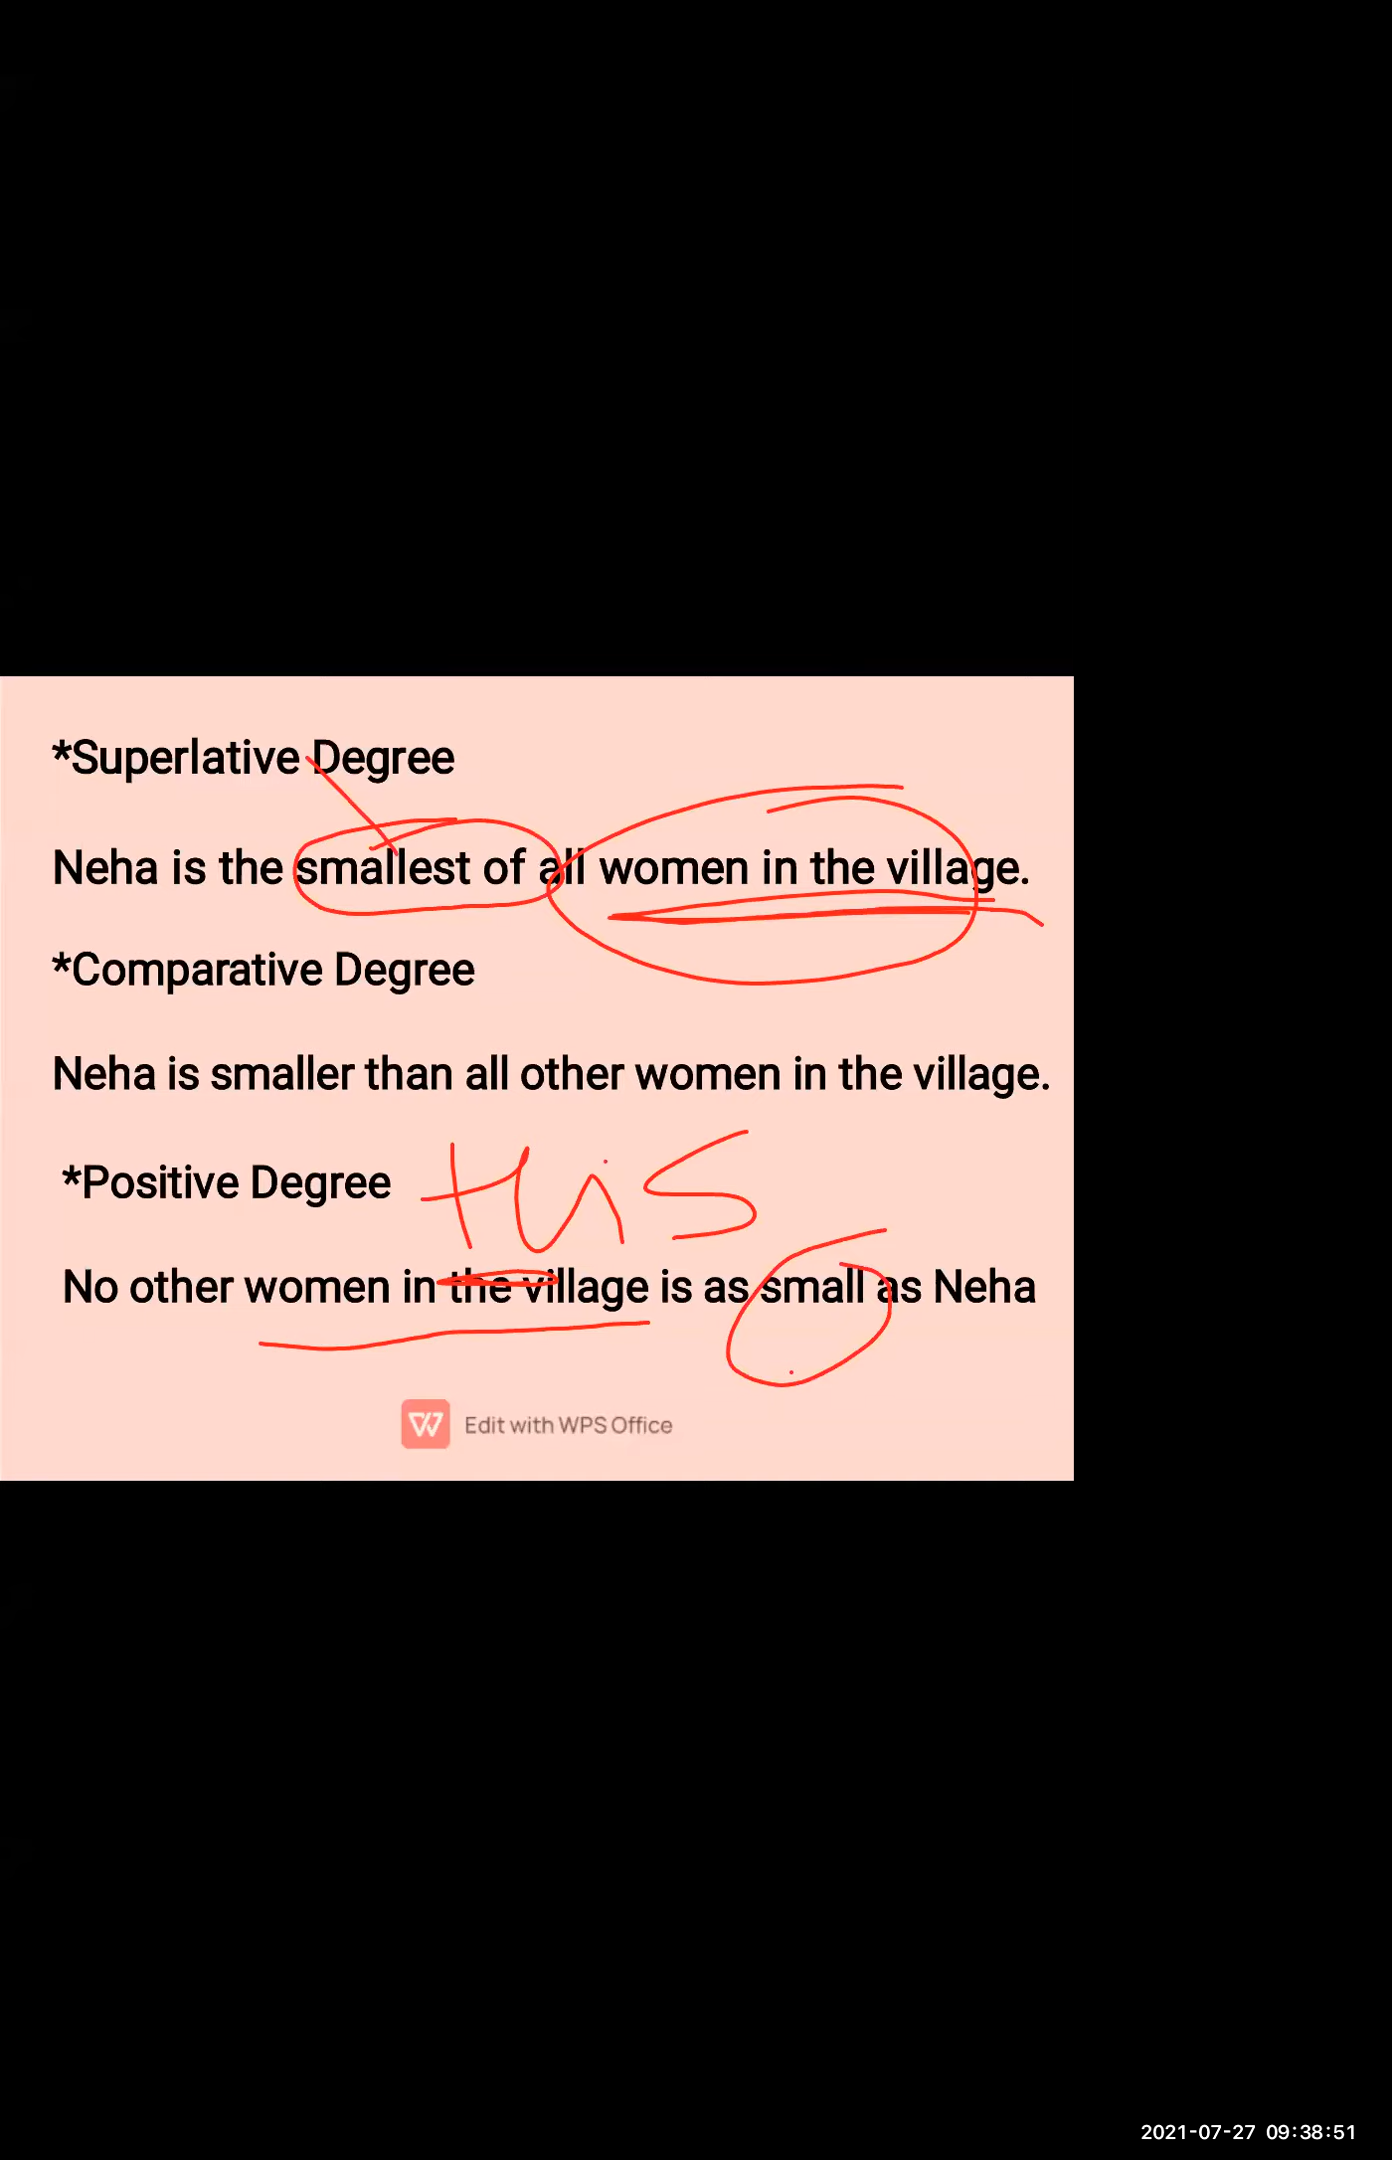 *Superlative Degree
Neha is the smallest of all women in the village.
*Comparative Degree
Neha is smaller than all other women in the village.
*Positive Degree this
No other women in the village is as small as Neha
Edit with WPS Office
2021-07-27 09:38:51